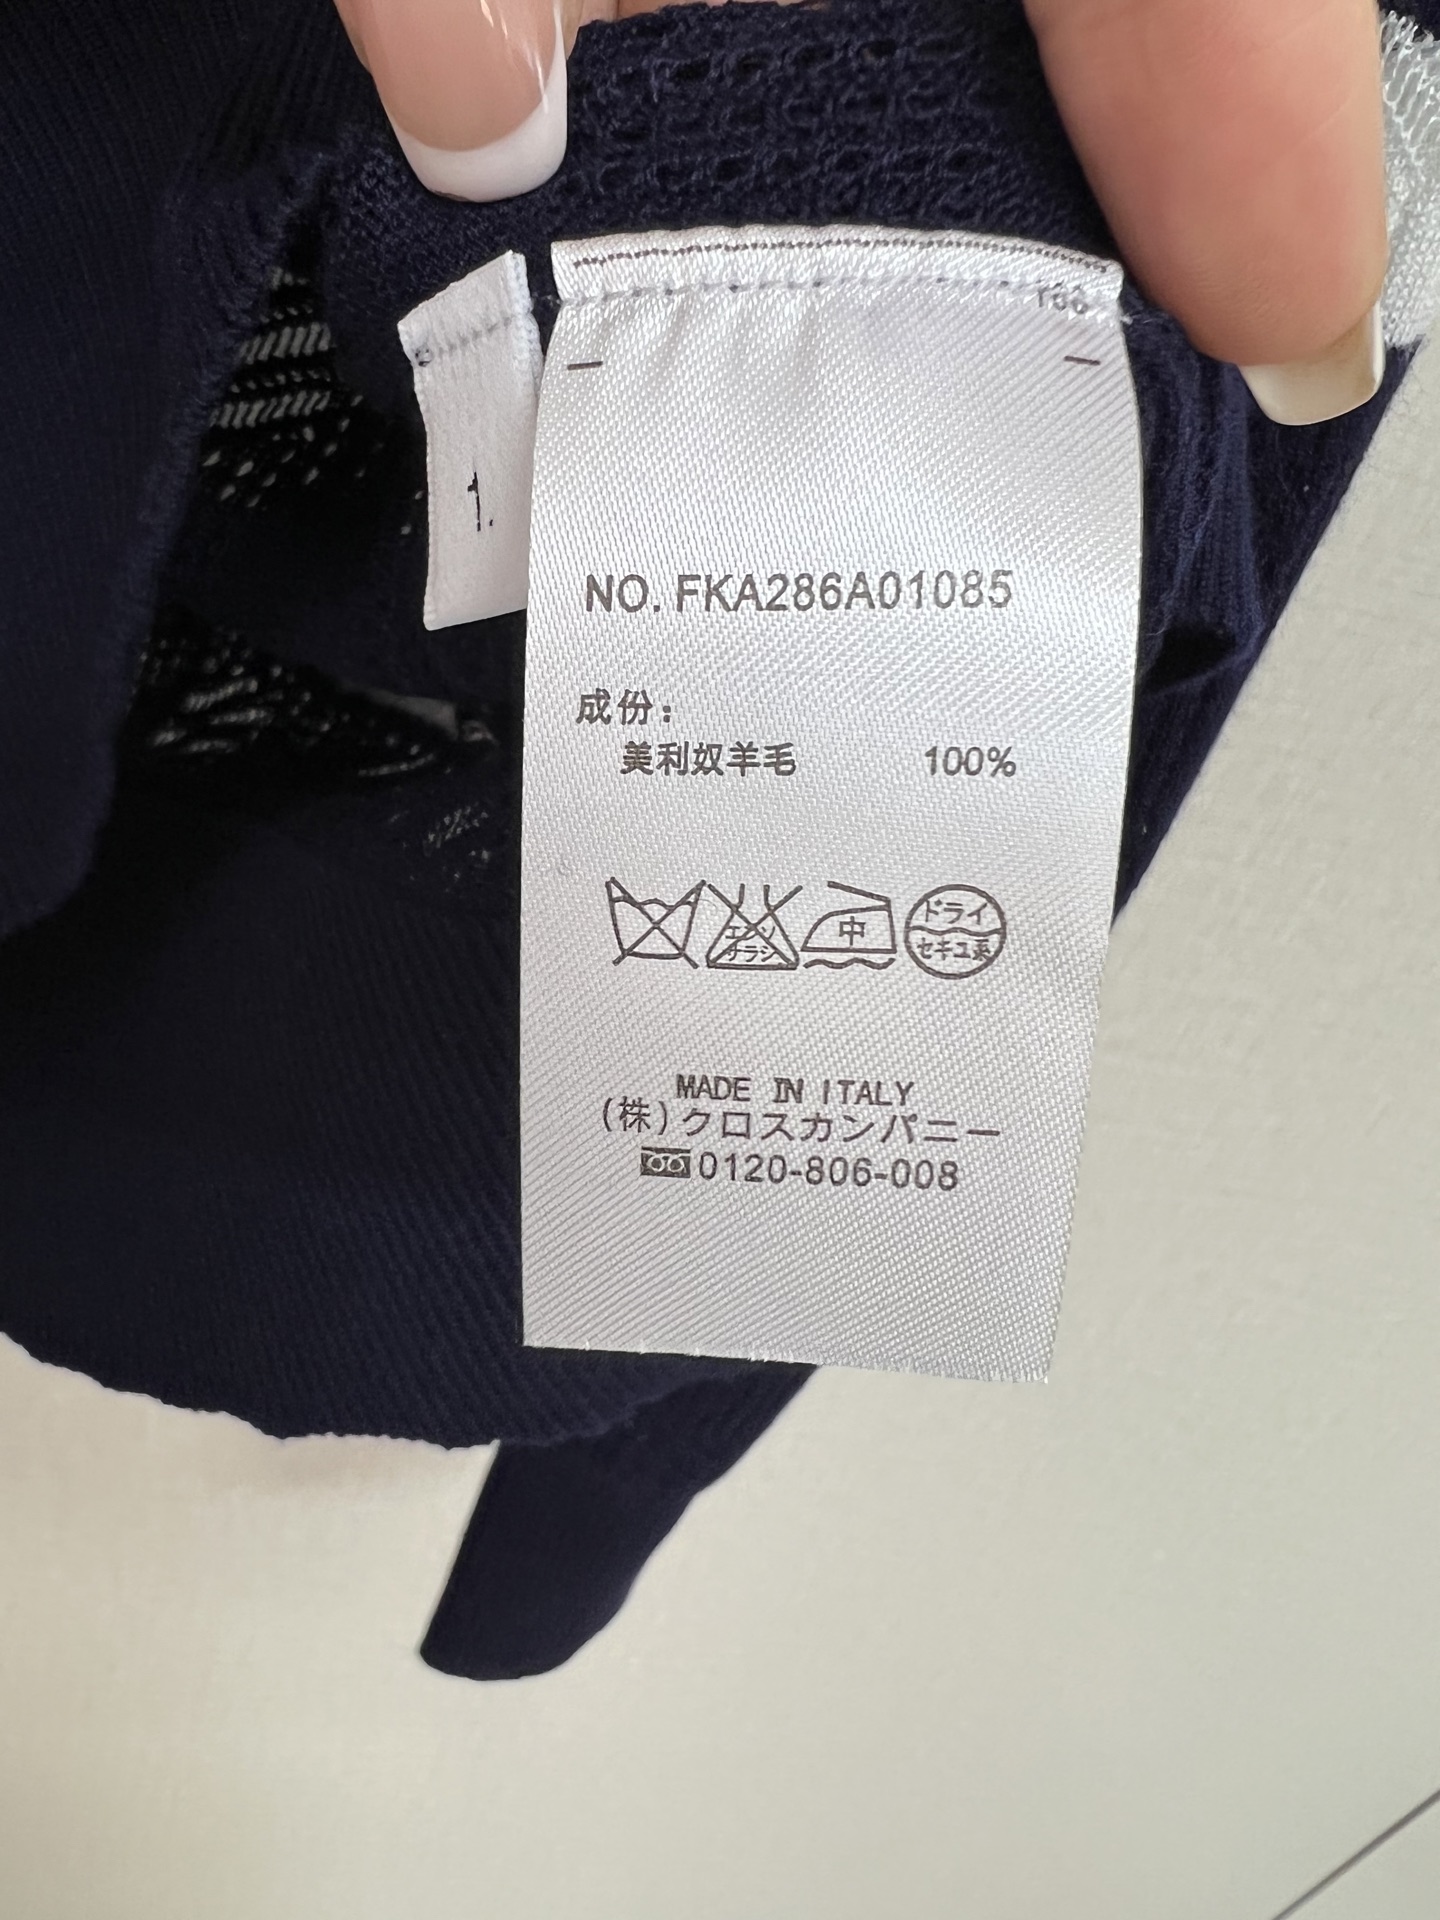 1.
NO. FKA286A01085
成份：
美利奴羊毛 100%
中
ドライ
セキユ系
MADE IN ITALY
(株)クロスカンパニー
0120-806-008